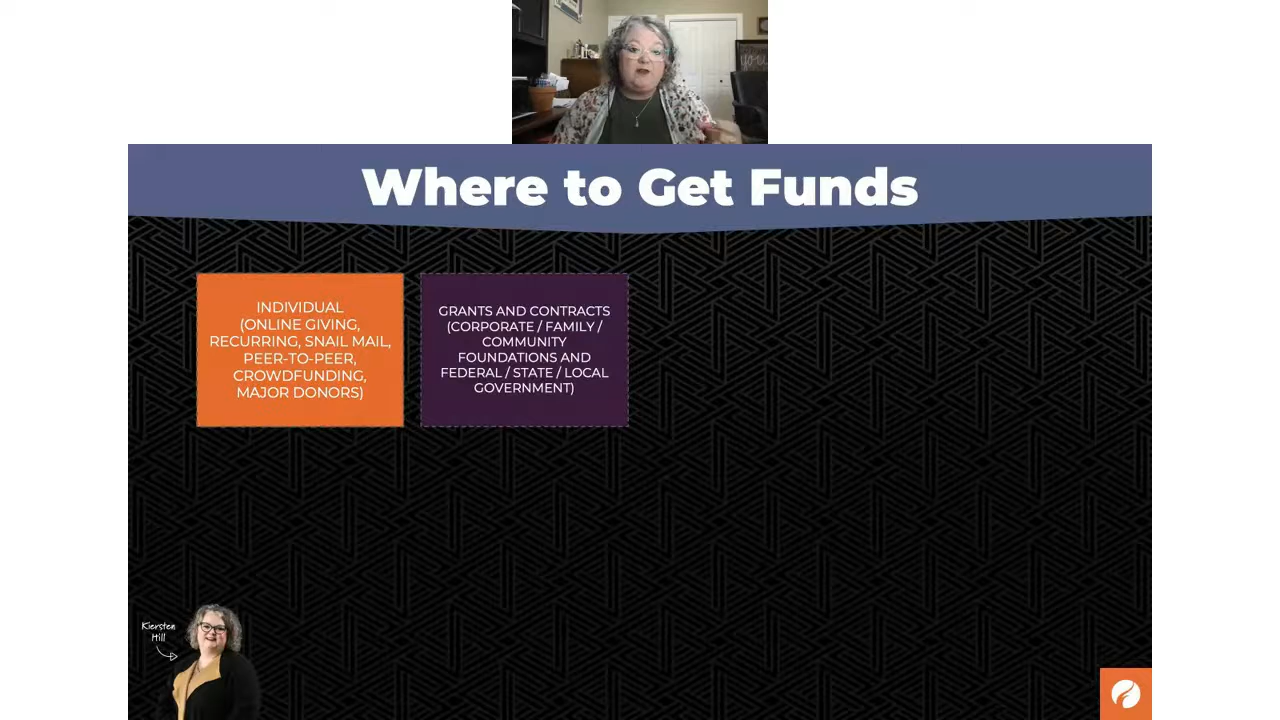 you
Where to Get Funds
INDIVIDUAL
(ONLINE GIVING,
RECURRING, SNAIL MAIL,
PEER-TO-PEER,
CROWDFUNDING,
MAJOR DONORS)
GRANTS AND CONTRACTS
(CORPORATE / FAMILY /
COMMUNITY
FOUNDATIONS AND
FEDERAL / STATE / LOCAL
GOVERNMENT)
Kiersten
Hill